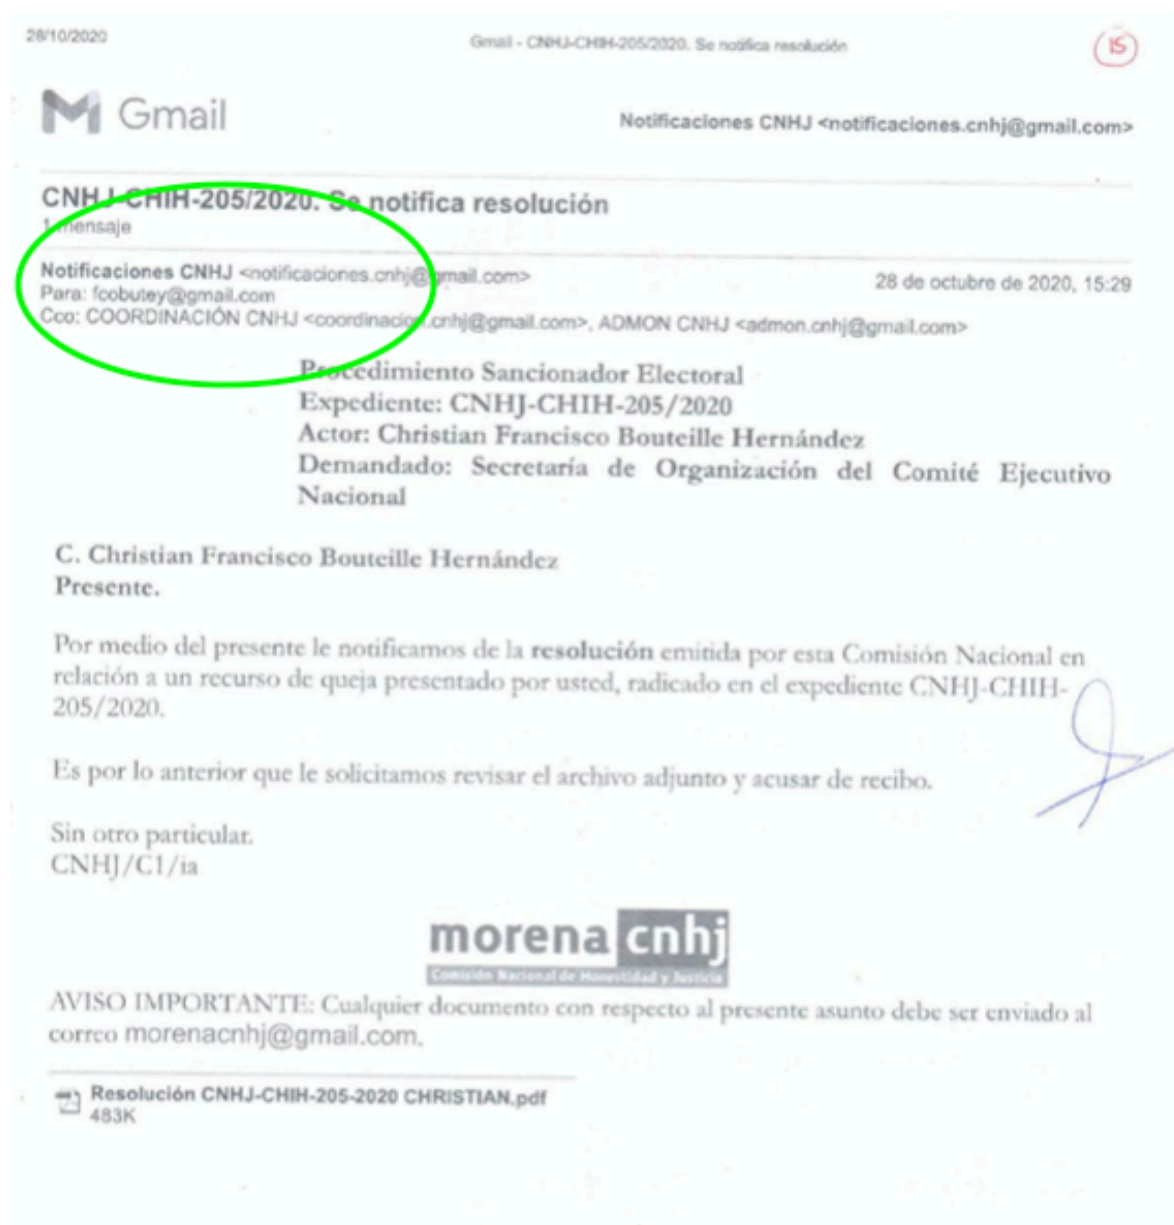 28/10/2020
Gmail - CNHJ-CHIH-205/2020. Se notifica resolución
15
Gmail
Notificaciones CNHJ <notificaciones.cnhj@gmail.com>
CNHJ-CHIH-205/2020. Se notifica resolución
1 mensaje
Notificaciones CNHJ <notificaciones.cnhj@gmail.com>
28 de octubre de 2020, 15:29
Para: fcobutey@gmail.com
Cco: COORDINACIÓN CNHJ <coordinacion.cnhj@gmail.com>, ADMON CNHJ <admon.cnhj@gmail.com>
Procedimiento Sancionador Electoral
Expediente: CNHJ-CHIH-205/2020
Actor: Christian Francisco Bouteille Hernández
Demandado: Secretaría de Organización del Comité Ejecutivo
Nacional
C. Christian Francisco Bouteille Hernández
Presente.
Por medio del presente le notificamos de la resolución emitida por esta Comisión Nacional en
relación a un recurso de queja presentado por usted, radicado en el expediente CNHJ-CHIH-
205/2020.
Es por lo anterior que le solicitamos revisar el archivo adjunto y acusar de recibo.
Sin otro particular.
CNHJ/C1/ia
morena cnhj
Comisión Nacional de Honestidad y Justicia
AVISO IMPORTANTE: Cualquier documento con respecto al presente asunto debe ser enviado al
correo morenacnhj@gmail.com.
Resolución CNHJ-CHIH-205-2020 CHRISTIAN.pdf
483K